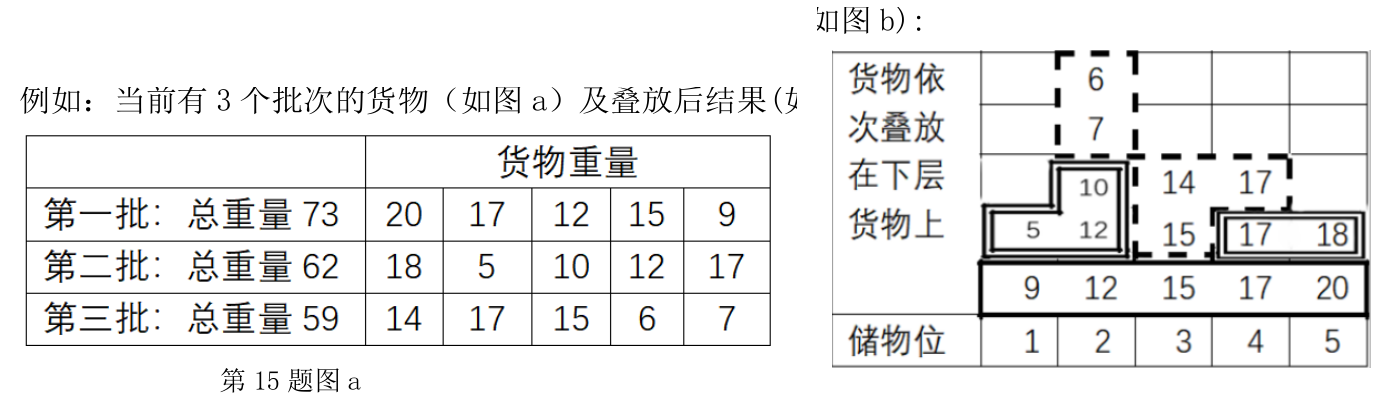 如图 b):
例如：当前有 3 个批次的货物（如图 a）及叠放后结果(如
货物重量
第一批：总重量 73 20 17 12 15 9
第二批：总重量 62 18 5 10 12 17
第三批：总重量 59 14 17 15 6 7
第 15 题图 a
货物依 6
次叠放 7
在下层 10 14 17
货物上 5 12 15 17 18
9 12 15 17 20
储物位 1 2 3 4 5